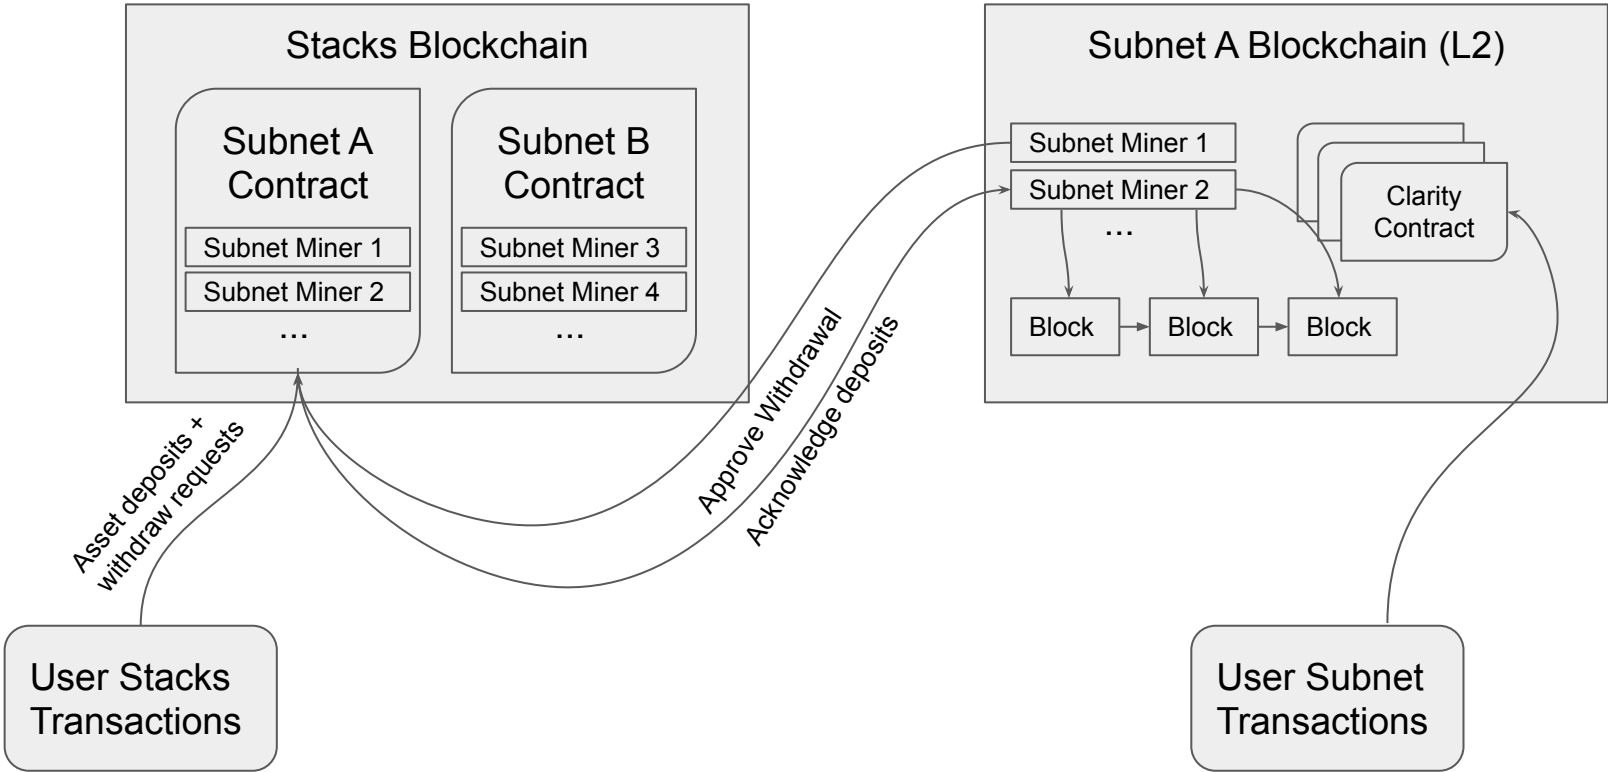 Stacks Blockchain
Subnet A
Contract
Subnet Miner 1
Subnet Miner 2
...
Subnet B
Contract
Subnet Miner 3
Subnet Miner 4
...
Subnet A Blockchain (L2)
Subnet Miner 1
Subnet Miner 2
...
Clarity
Contract
Block
Block
Block
Approve Withdrawal
Acknowledge deposits
Asset deposits +
withdraw requests
User Stacks
Transactions
User Subnet
Transactions